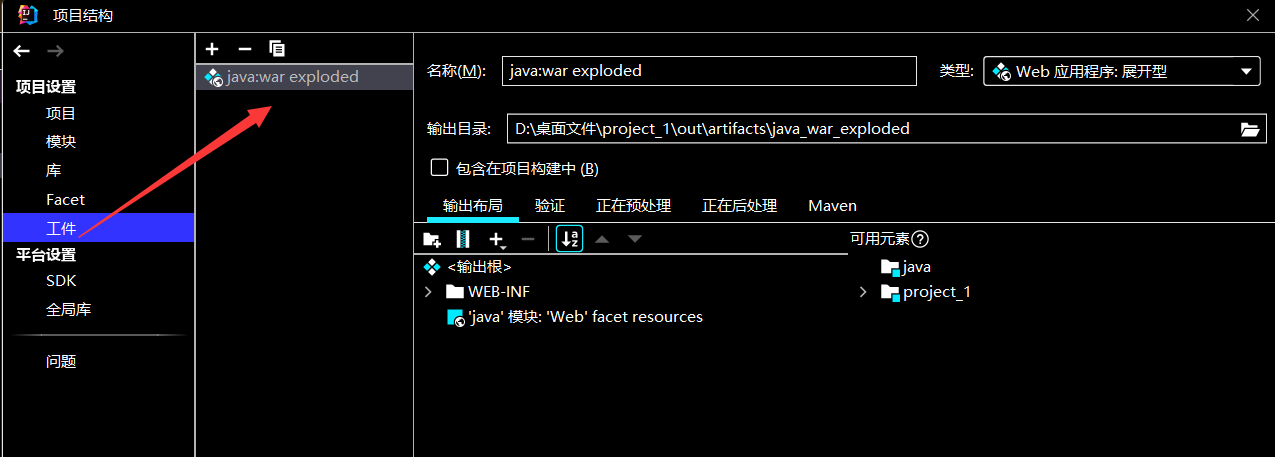 项目结构
项目设置
项目
模块
库
Facet
工件
平台设置
SDK
全局库
问题
java:war exploded
名称(M): java:war exploded 类型: Web 应用程序: 展开型
输出目录: D:\桌面文件\project_1\out\artifacts\java_war_exploded
包含在项目构建中 (B)
输出布局 验证 正在预处理 正在后处理 Maven
可用元素
<输出根>
WEB-INF
'java' 模块: 'Web' facet resources
java
project_1